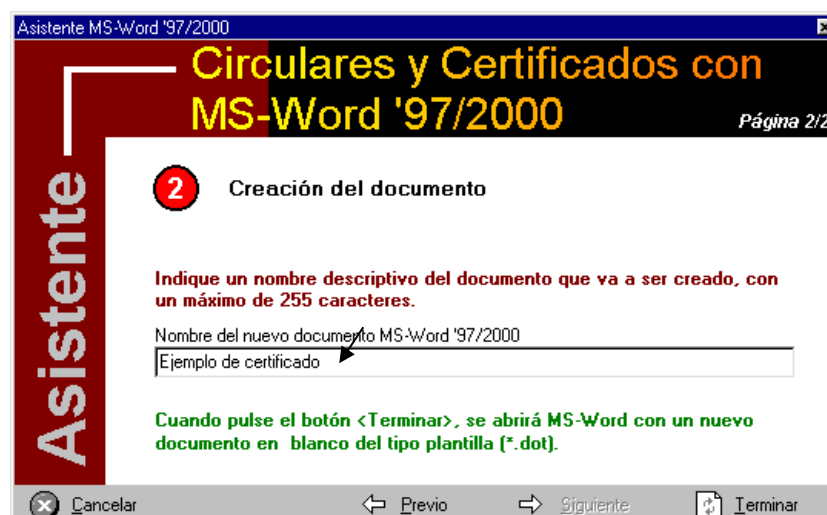 Asistente MS-Word '97/2000
Circulares y Certificados con
MS-Word '97/2000
Página 2/2
Asistente
2 Creación del documento
Indique un nombre descriptivo del documento que va a ser creado, con
un máximo de 255 caracteres.
Nombre del nuevo documento MS-Word '97/2000
Ejemplo de certificado
Cuando pulse el botón <Terminar>, se abrirá MS-Word con un nuevo
documento en blanco del tipo plantilla (*.dot).
Cancelar Previo Siguiente Terminar